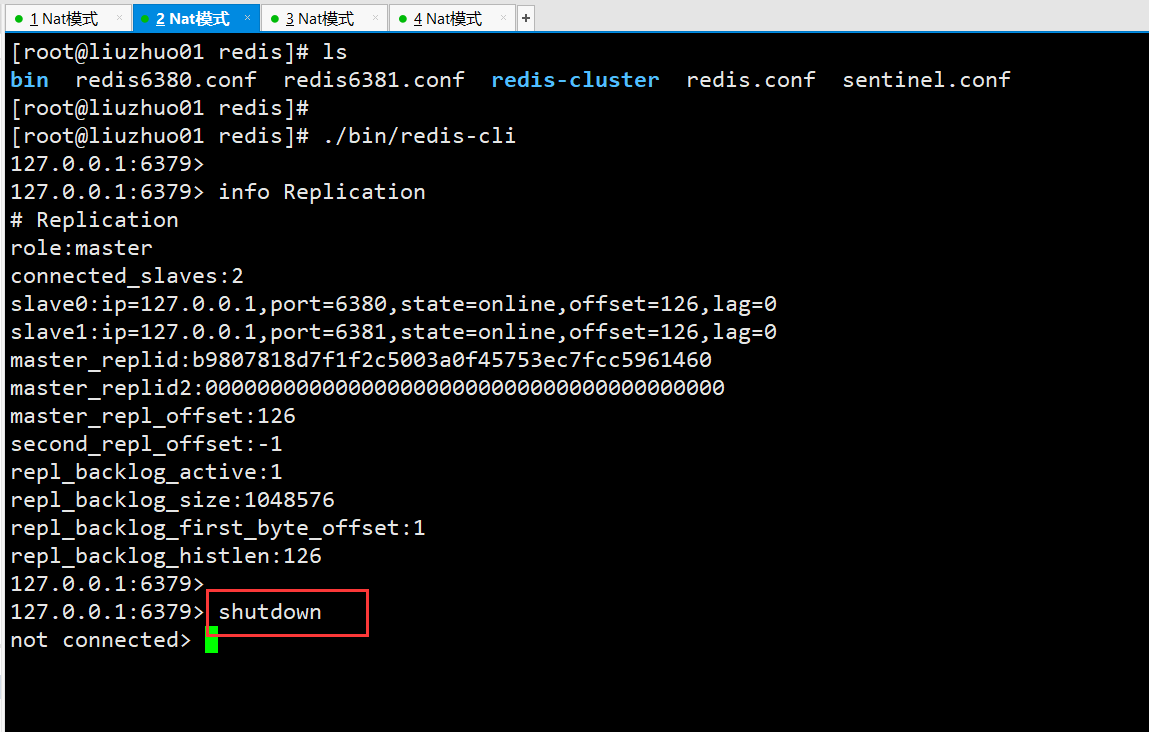 1 Nat模式 × 2 Nat模式 × 3 Nat模式 × 4 Nat模式 × +
[root@liuzhuo01 redis]# ls
bin redis6380.conf redis6381.conf redis-cluster redis.conf sentinel.conf
[root@liuzhuo01 redis]#
[root@liuzhuo01 redis]# ./bin/redis-cli
127.0.0.1:6379>
127.0.0.1:6379> info Replication
# Replication
role:master
connected_slaves:2
slave0:ip=127.0.0.1,port=6380,state=online,offset=126,lag=0
slave1:ip=127.0.0.1,port=6381,state=online,offset=126,lag=0
master_replid:b9807818d7f1f2c5003a0f45753ec7fcc5961460
master_replid2:0000000000000000000000000000000000000000
master_repl_offset:126
second_repl_offset:-1
repl_backlog_active:1
repl_backlog_size:1048576
repl_backlog_first_byte_offset:1
repl_backlog_histlen:126
127.0.0.1:6379>
127.0.0.1:6379> shutdown
not connected>